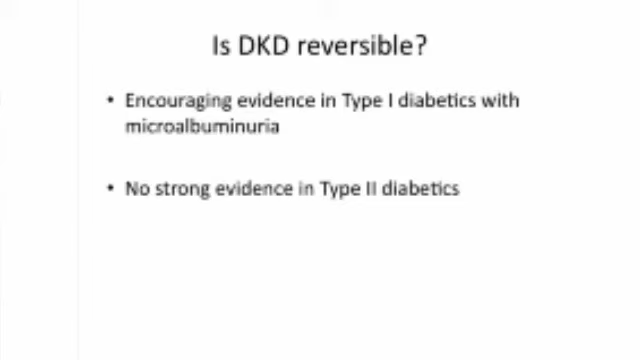 Is DKD reversible?
• Encouraging evidence in Type I diabetics with
microalbuminuria
• No strong evidence in Type II diabetics